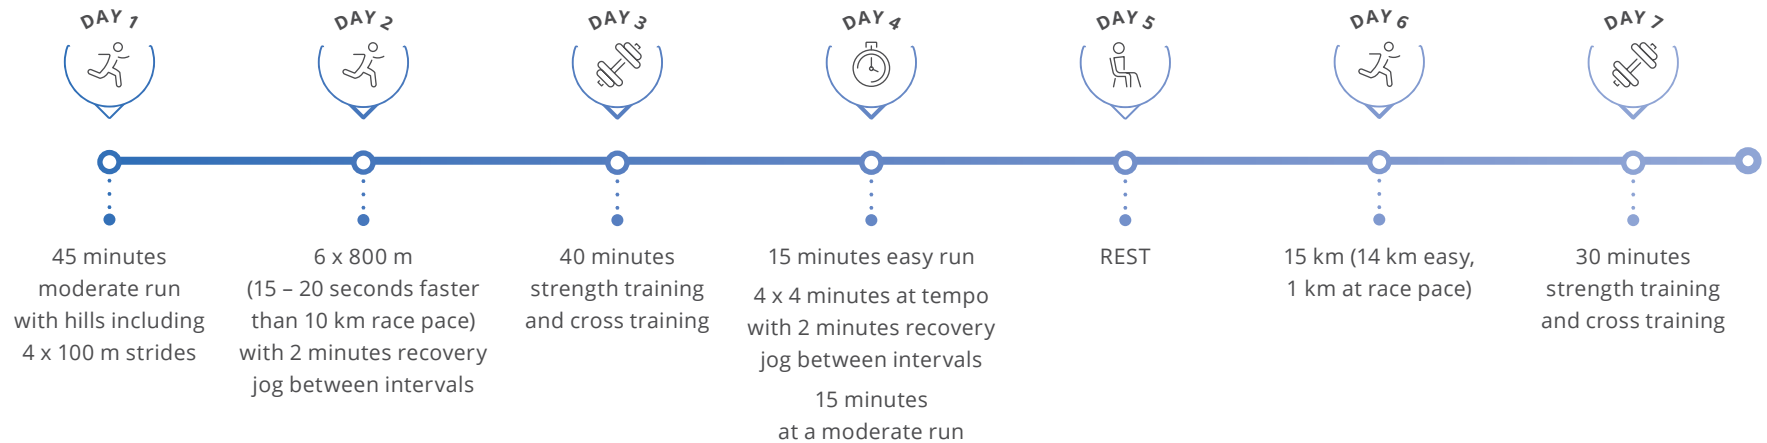 DAY 1
45 minutes
moderate run
with hills including
4 x 100 m strides
DAY 2
6 x 800 m
(15 – 20 seconds faster
than 10 km race pace)
with 2 minutes recovery
jog between intervals
DAY 3
40 minutes
strength training
and cross training
DAY 4
15 minutes easy run
4 x 4 minutes at tempo
with 2 minutes recovery
jog between intervals
15 minutes
at a moderate run
DAY 5
REST
DAY 6
15 km (14 km easy,
1 km at race pace)
DAY 7
30 minutes
strength training
and cross training